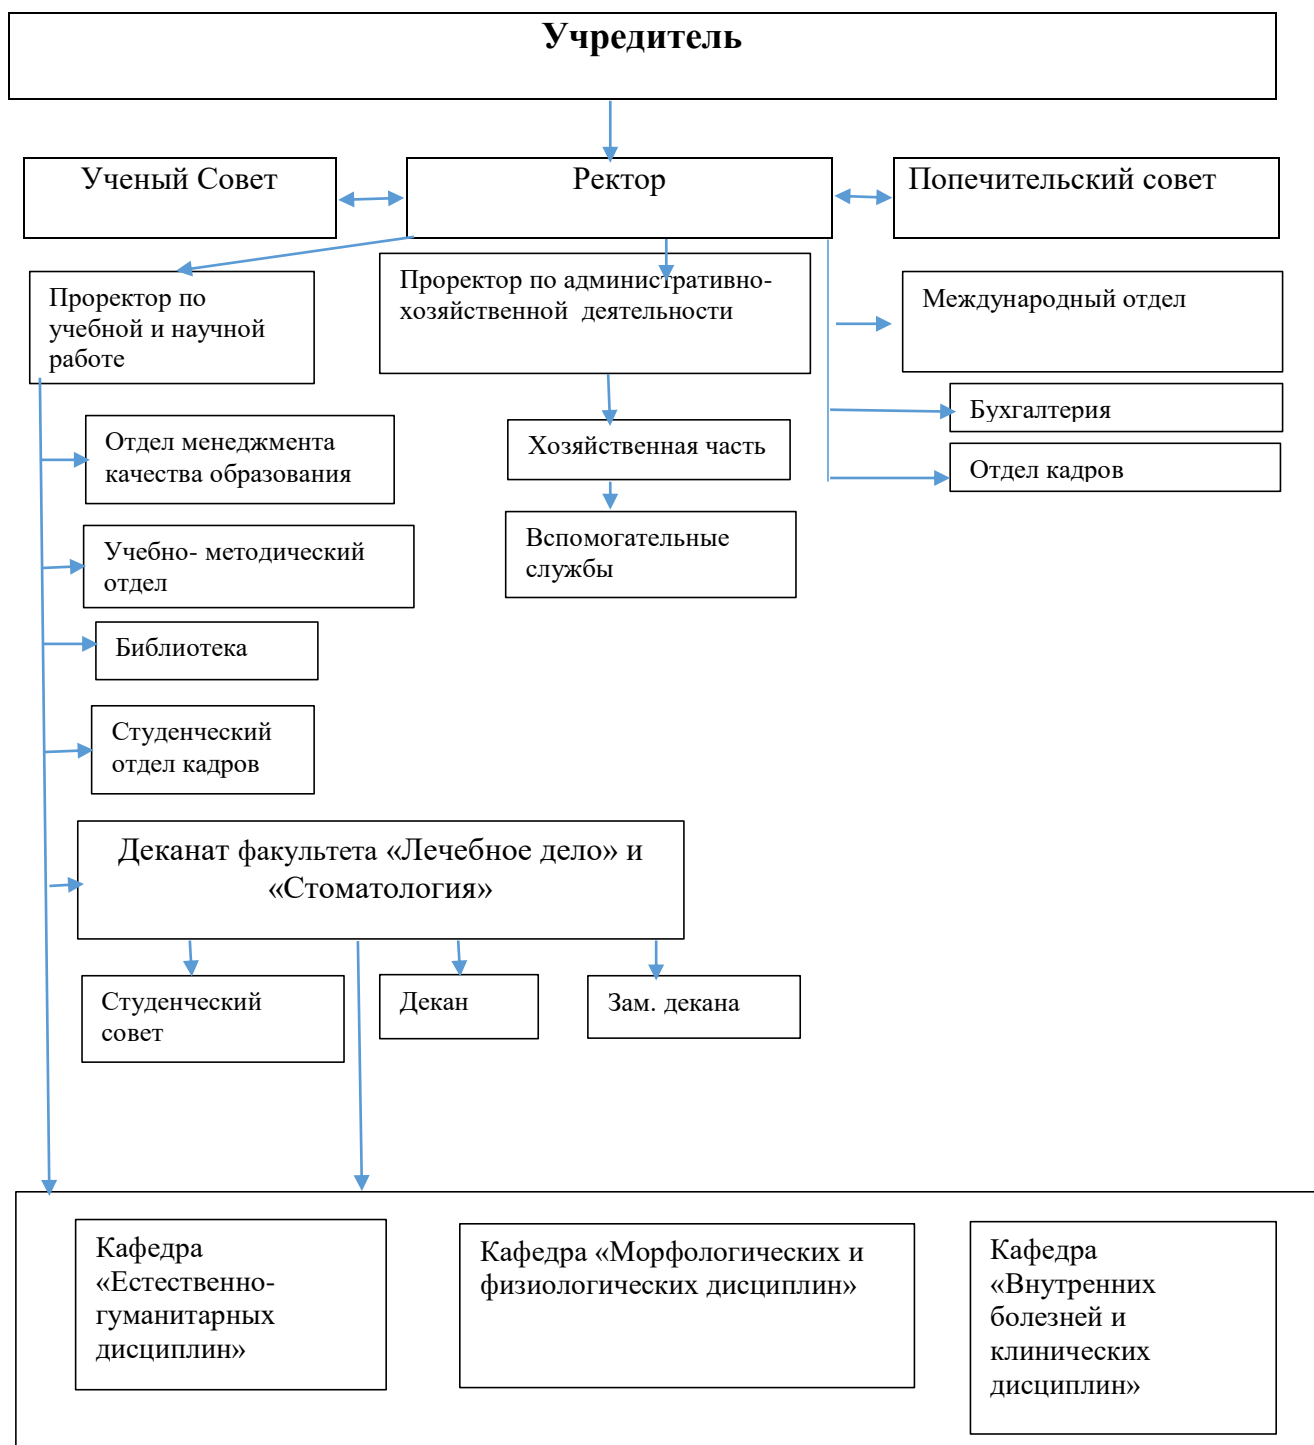 Учредитель
Ученый Совет
Ректор
Попечительский совет
Проректор по
учебной и научной
работе
Проректор по административно-
хозяйственной деятельности
Международный отдел
Бухгалтерия
Отдел кадров
Отдел менеджмента
качества образования
Хозяйственная часть
Учебно- методический
отдел
Вспомогательные
службы
Библиотека
Студенческий
отдел кадров
Деканат факультета «Лечебное дело» и
«Стоматология»
Студенческий
совет
Декан
Зам. декана
Кафедра
«Естественно-
гуманитарных
дисциплин»
Кафедра «Морфологических и
физиологических дисциплин»
Кафедра
«Внутренних
болезней и
клинических
дисциплин»